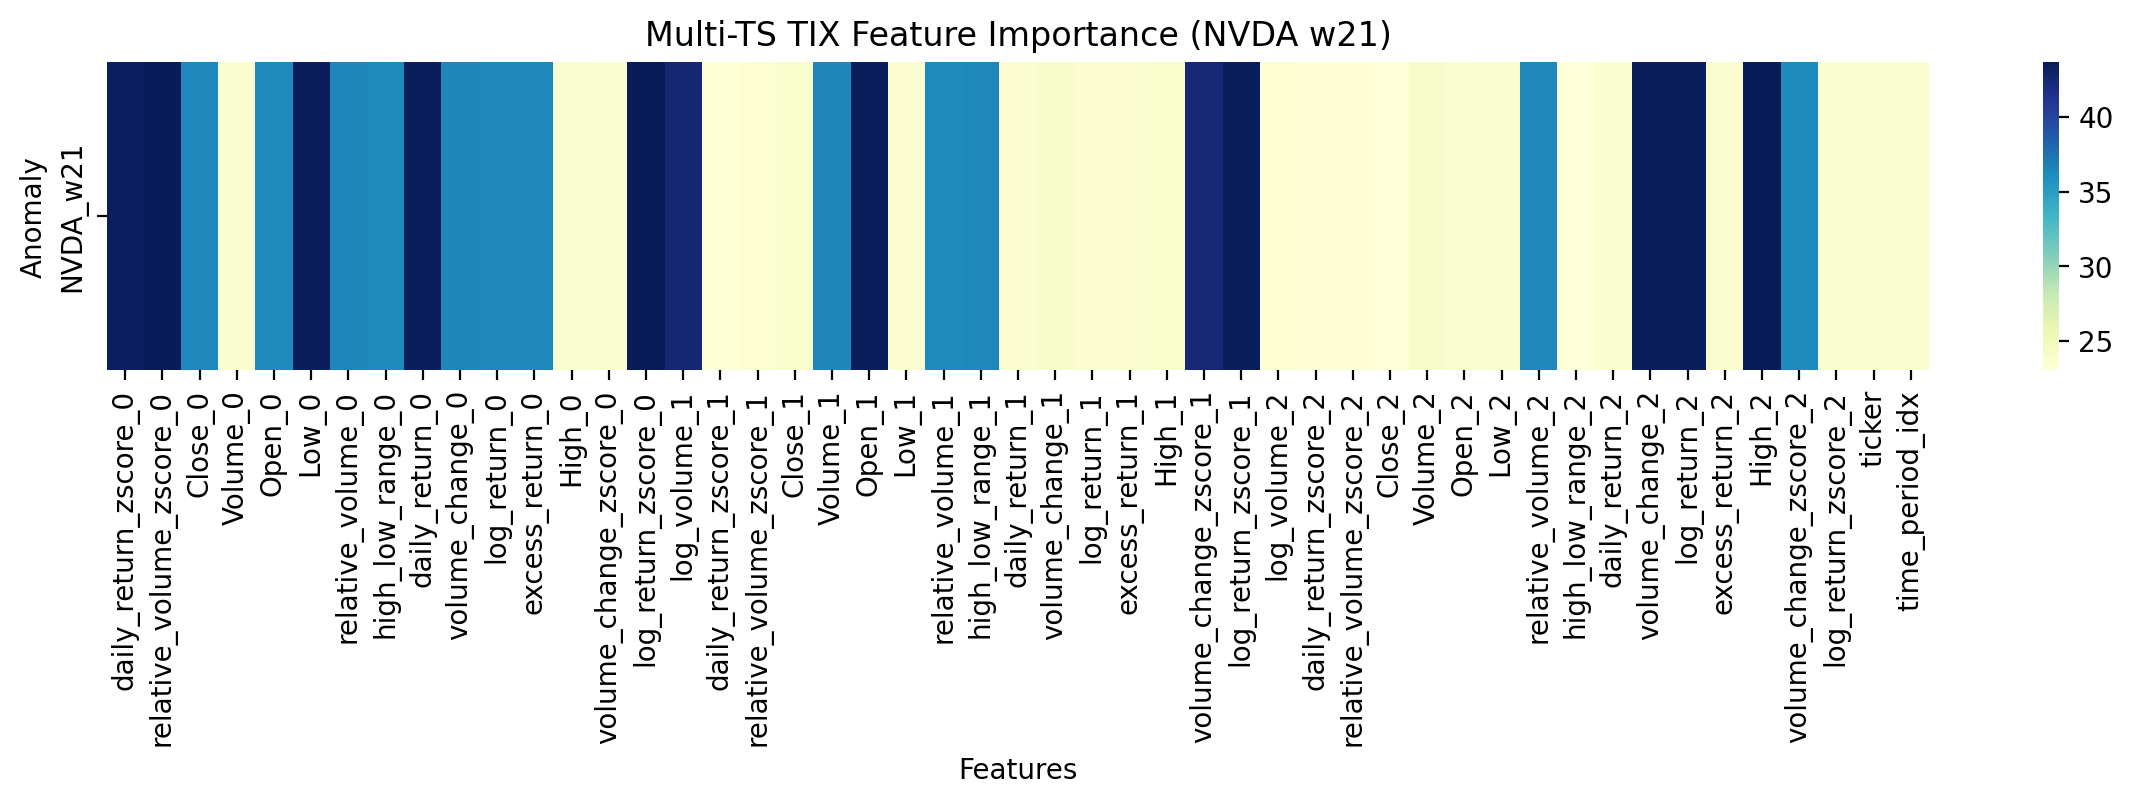 Multi-TS TIX Feature Importance (NVDA w21)
Anomaly
NVDA_w21
40
35
30
25
daily_return_zscore_0
relative_volume_zscore_0
Close_0
Volume_0
Open_0
Low_0
relative_volume_0
high_low_range_0
daily_return_0
volume_change_0
log_return_0
excess_return_0
High_0
volume_change_zscore_0
log_return_zscore_0
log_volume_1
daily_return_zscore_1
relative_volume_zscore_1
Close_1
Volume_1
Open_1
Low_1
relative_volume_1
high_low_range_1
daily_return_1
volume_change_1
log_return_1
excess_return_1
High_1
volume_change_zscore_1
log_return_zscore_1
log_volume_2
daily_return_zscore_2
relative_volume_zscore_2
Close_2
Volume_2
Open_2
Low_2
relative_volume_2
high_low_range_2
daily_return_2
volume_change_2
log_return_2
excess_return_2
High_2
volume_change_zscore_2
log_return_zscore_2
ticker
time_period_idx
Features